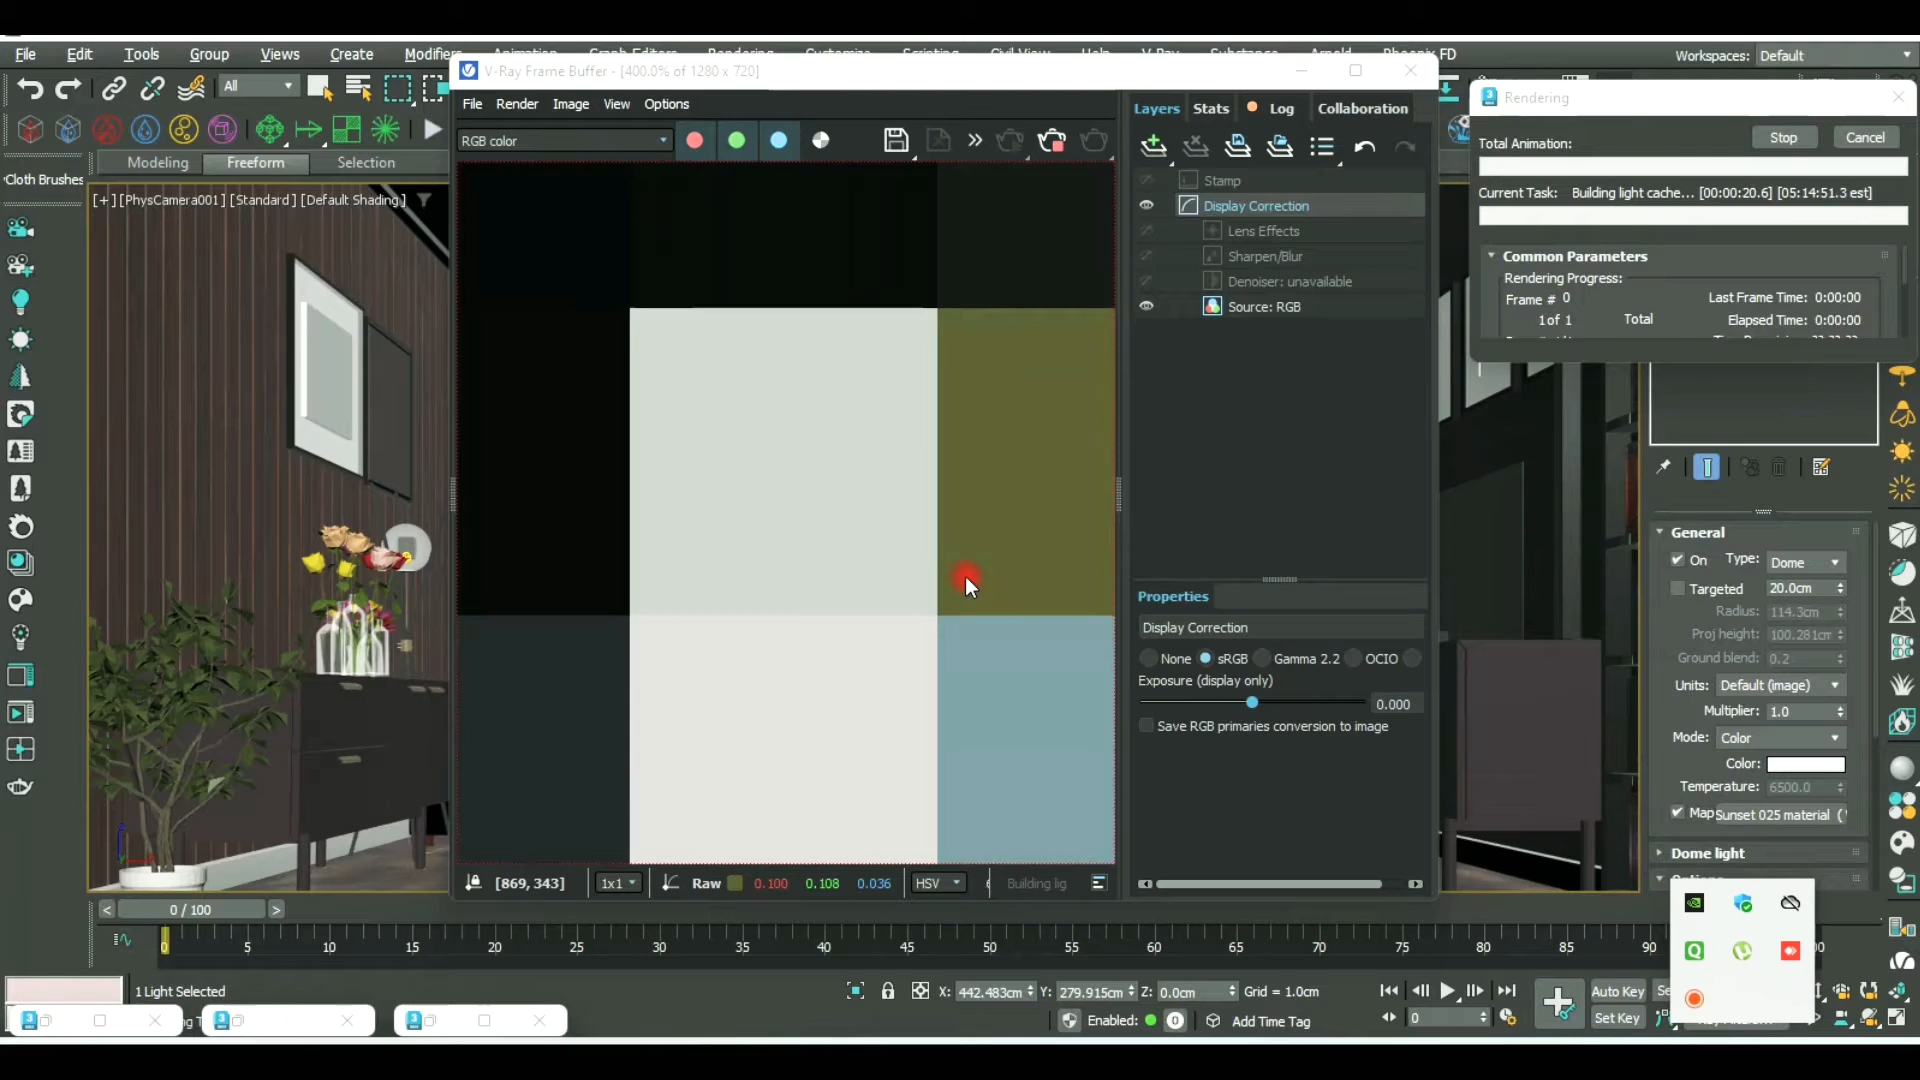 File Edit Tools Group Views Create Modifiers Animation Graph Editors Rendering Customize Scripting Civil View Help V-Ray Substance Arnold Phoenix FD
Workspaces: Default
All
Modeling Freeform Selection
Cloth Brushes
[+] [PhysCamera001] [Standard] [Default Shading]
V-Ray Frame Buffer - [400.0% of 1280 x 720]
File Render Image View Options
RGB color
Layers Stats Log Collaboration
Stamp
Display Correction
Lens Effects
Sharpen/Blur
Denoiser: unavailable
Source: RGB
Properties
Display Correction
None sRGB Gamma 2.2 OCIO
Exposure (display only)
0.000
Save RGB primaries conversion to image
[869, 343] 1x1 Raw 0.100 0.108 0.036 HSV Building lig
Rendering
Total Animation: Stop Cancel
Current Task: Building light cache... [00:00:20.6] [05:14:51.3 est]
Common Parameters
Rendering Progress:
Frame # 0 Last Frame Time: 0:00:00
1 of 1 Total Elapsed Time: 0:00:00
General
On Type: Dome
Targeted 20.0cm
Radius: 114.3cm
Proj height: 100.281cm
Ground blend: 0.2
Units: Default (image)
Multiplier: 1.0
Mode: Color
Color:
Temperature: 6500.0
Map Sunset 025 material (
Dome light
< 0 / 100 >
0 5 10 15 20 25 30 35 40 45 50 55 60 65 70 75 80 85 90
1 Light Selected
X: 442.483cm Y: 279.915cm Z: 0.0cm Grid = 1.0cm
Enabled: 0 Add Time Tag
Auto Key
0 Set Key